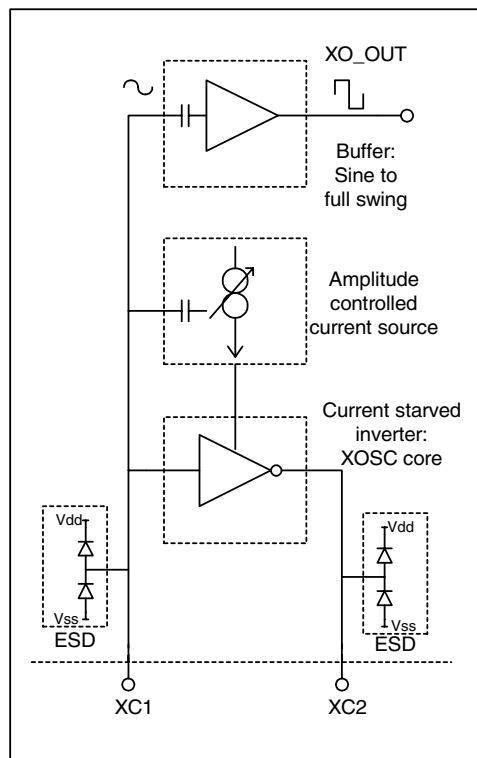 XO_OUT
Buffer:
Sine to
full swing
Amplitude
controlled
current source
Current starved
inverter:
XOSC core
Vdd
Vss
ESD
Vdd
Vss
ESD
XC1
XC2